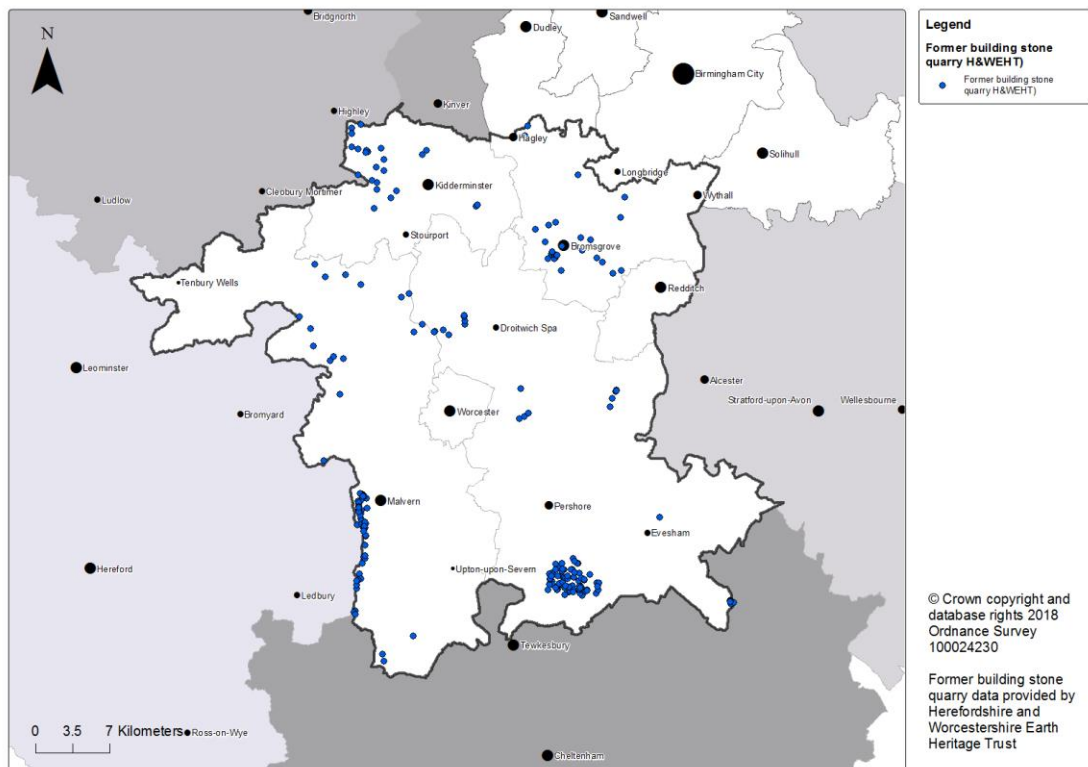 Bridgnorth
Sandwell
Dudley
N
Birmingham City
Kinver
Highley
Hagley
Solihull
Longbridge
Kidderminster
Cleobury Mortimer
Wythall
Ludlow
Stourport
Bromsgrove
Tenbury Wells
Redditch
Droitwich Spa
Leominster
Alcester
Stratford-upon-Avon
Wellesbourne
Worcester
Bromyard
Malvern
Pershore
Evesham
Hereford
Upton-upon-Severn
Ledbury
Tewkesbury
0 3.5 7 Kilometers
Ross-on-Wye
Cheltenham
Legend
Former building stone
quarry H&WEHT)
Former building stone
quarry H&WEHT)
© Crown copyright and
database rights 2018
Ordnance Survey
100024230
Former building stone
quarry data provided by
Herefordshire and
Worcestershire Earth
Heritage Trust